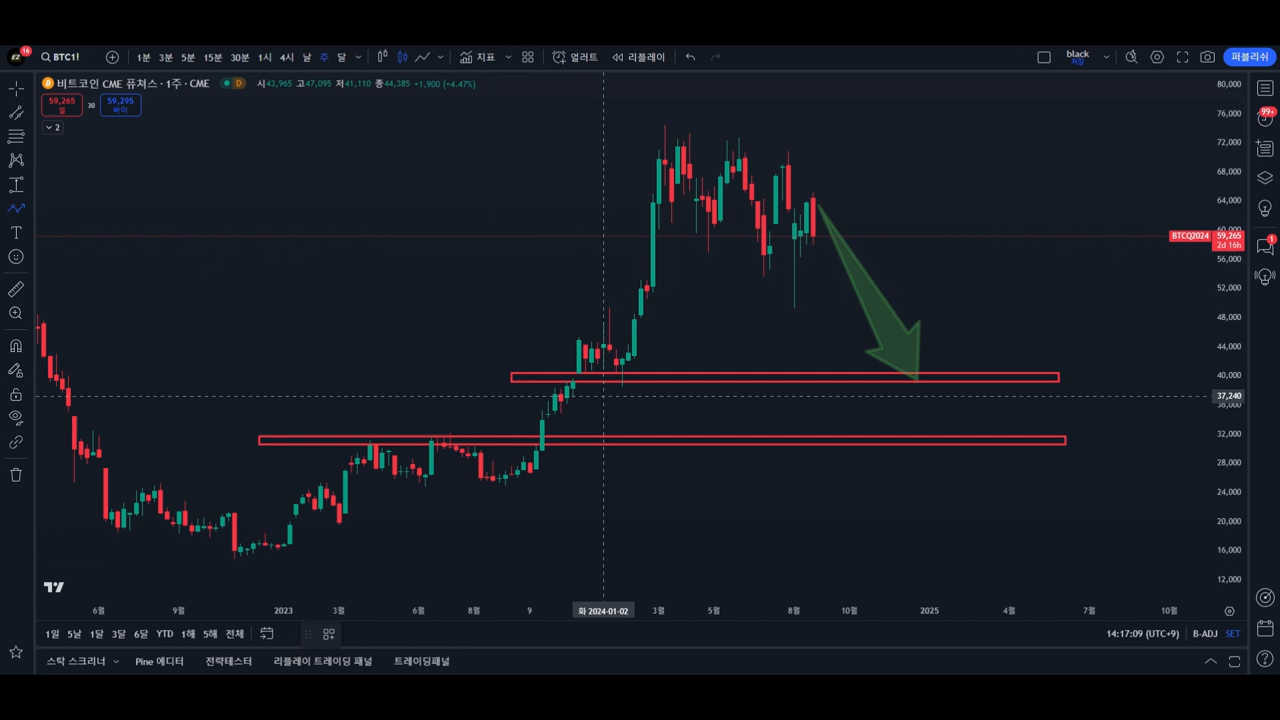 EZ 16 BTC1! 1분 3분 5분 15분 30분 1시 4시 날 주 달 지표 얼러트 리플레이 black 저장 퍼블리쉬
비트코인 CME 퓨쳐스 · 1주 · CME D 시43,965 고47,095 저41,110 종44,385 +1,900 (+4.47%)
59,265 셀 30 59,295 바이
2
80,000
76,000
72,000
68,000
64,000
60,000
BTCQ2024 59,265
2d 16h
56,000
52,000
48,000
44,000
40,000
37,240
36,000
32,000
28,000
24,000
20,000
16,000
12,000
99+
1
6월 9월 2023 3월 6월 8월 9 화 2024-01-02 3월 5월 8월 10월 2025 4월 7월 10월
1일 5날 1달 3달 6달 YTD 1해 5해 전체 14:17:09 (UTC+9) B-ADJ SET
스탁 스크리너 Pine 에디터 전략테스터 리플레이 트레이딩 패널 트레이딩패널